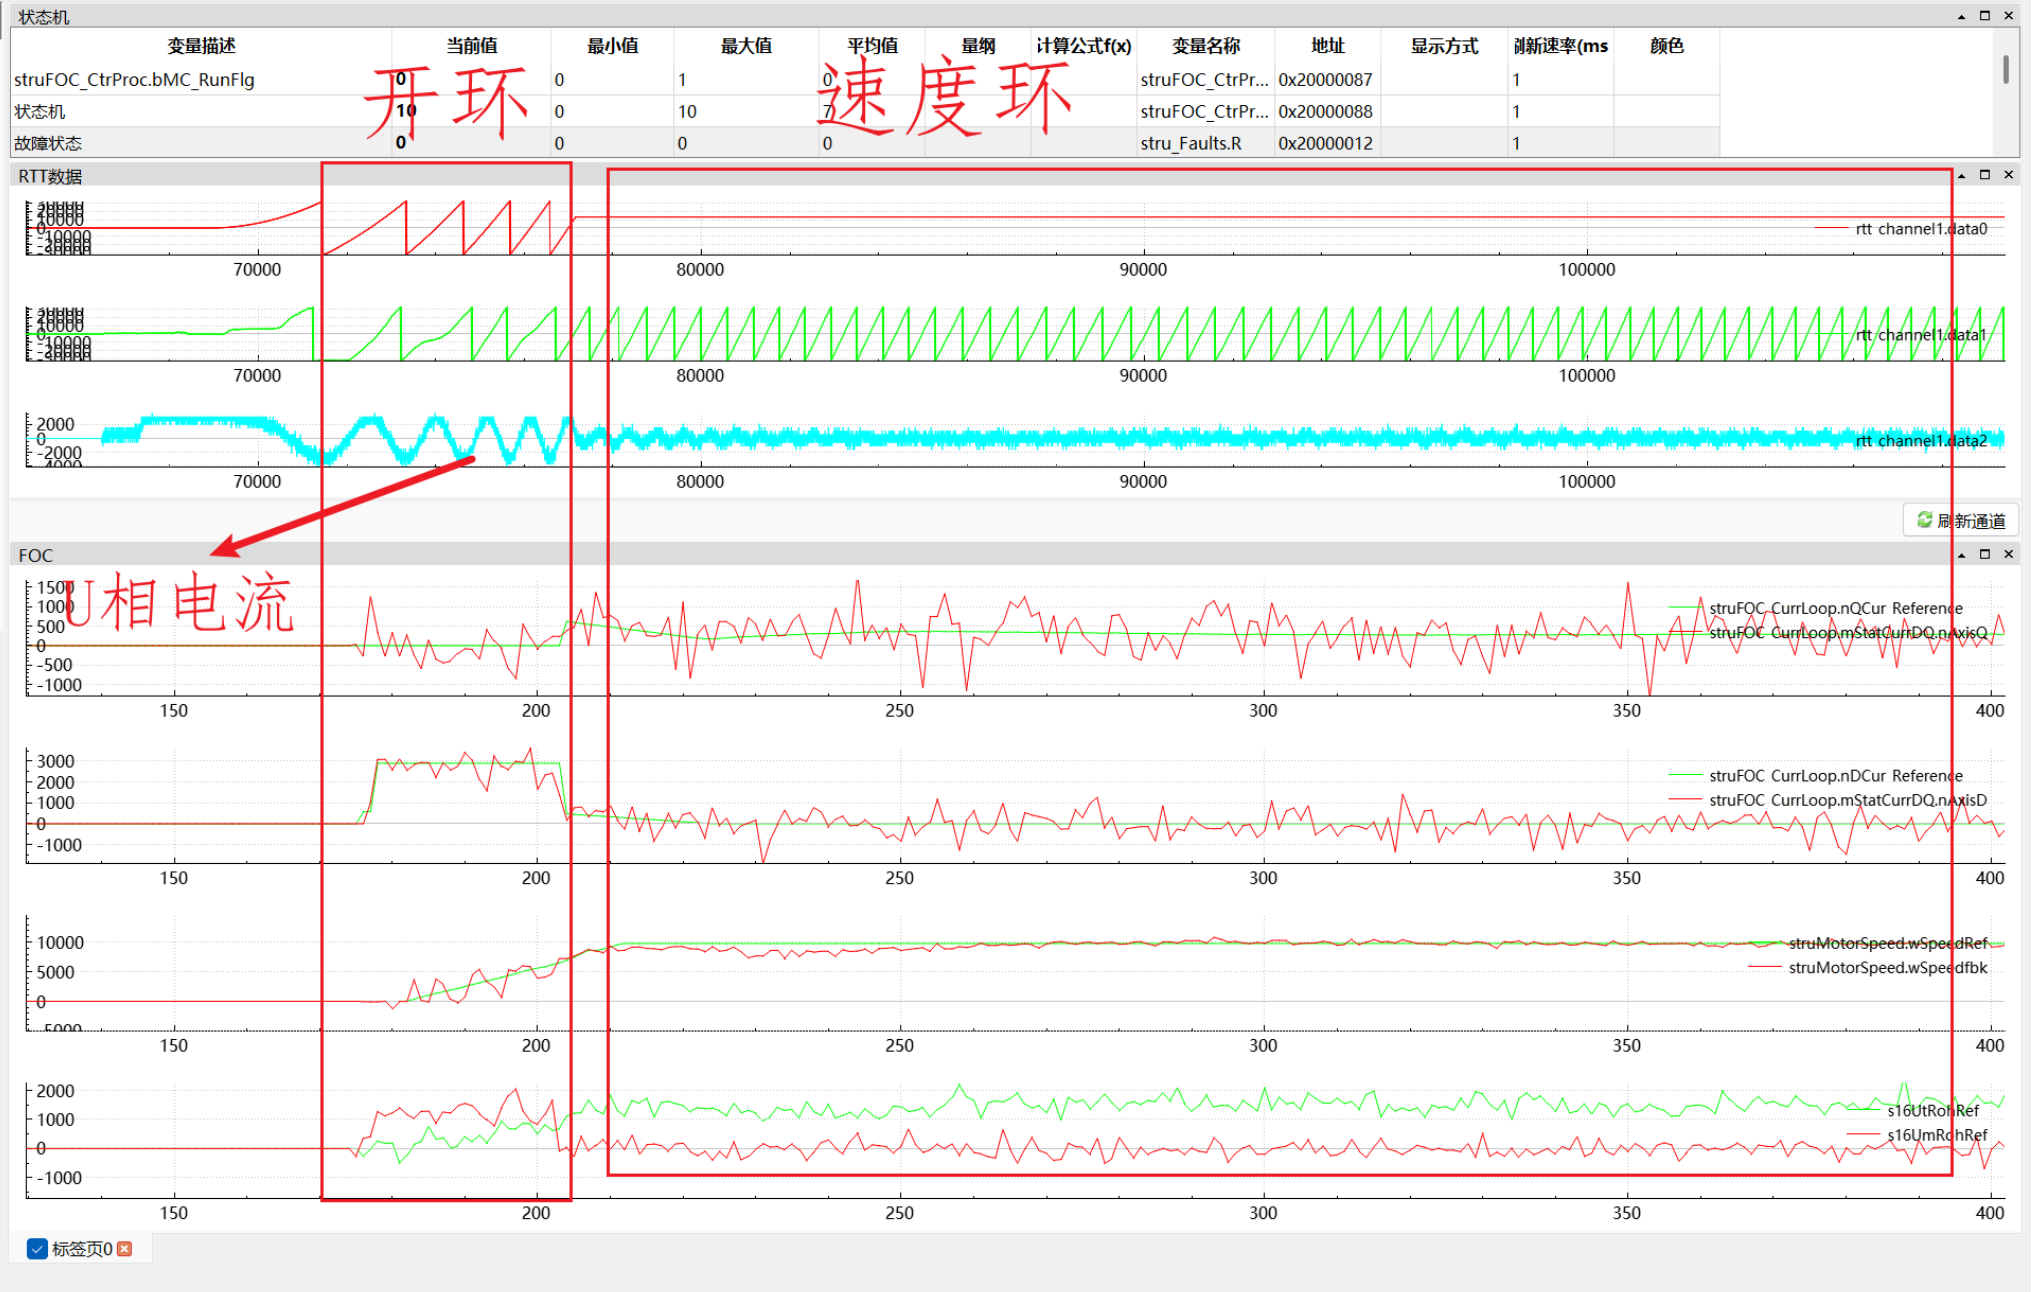 状态机
变量描述 当前值 最小值 最大值 平均值 量纲 计算公式f(x) 变量名称 地址 显示方式 刷新速率(ms 颜色
struFOC_CtrProc.bMC_RunFlg 0 0 1 0 struFOC_CtrPr... 0x20000087 1
状态机 10 0 10 7 struFOC_CtrPr... 0x20000088 1
故障状态 0 0 0 0 stru_Faults.R 0x20000012 1
开环 速度环
RTT数据
20000
10000
0
-10000
rtt channel1.data0
70000 80000 90000 100000
10000
0
-10000
rtt channel1.data1
70000 80000 90000 100000
2000
0
-2000
-4000
rtt channel1.data2
70000 80000 90000 100000
刷新通道
FOC
U相电流
1500
1000
500
0
-500
-1000
struFOC CurrLoop.nQCur Reference
struFOC CurrLoop.mStatCurrDQ.nAxisQ
150 200 250 300 350 400
3000
2000
1000
0
-1000
struFOC CurrLoop.nDCur Reference
struFOC CurrLoop.mStatCurrDQ.nAxisD
150 200 250 300 350 400
10000
5000
0
-5000
struMotorSpeed.wSpeedRef
struMotorSpeed.wSpeedfbk
150 200 250 300 350 400
2000
1000
0
-1000
s16UtRohRef
s16UmRohRef
150 200 250 300 350 400
标签页0